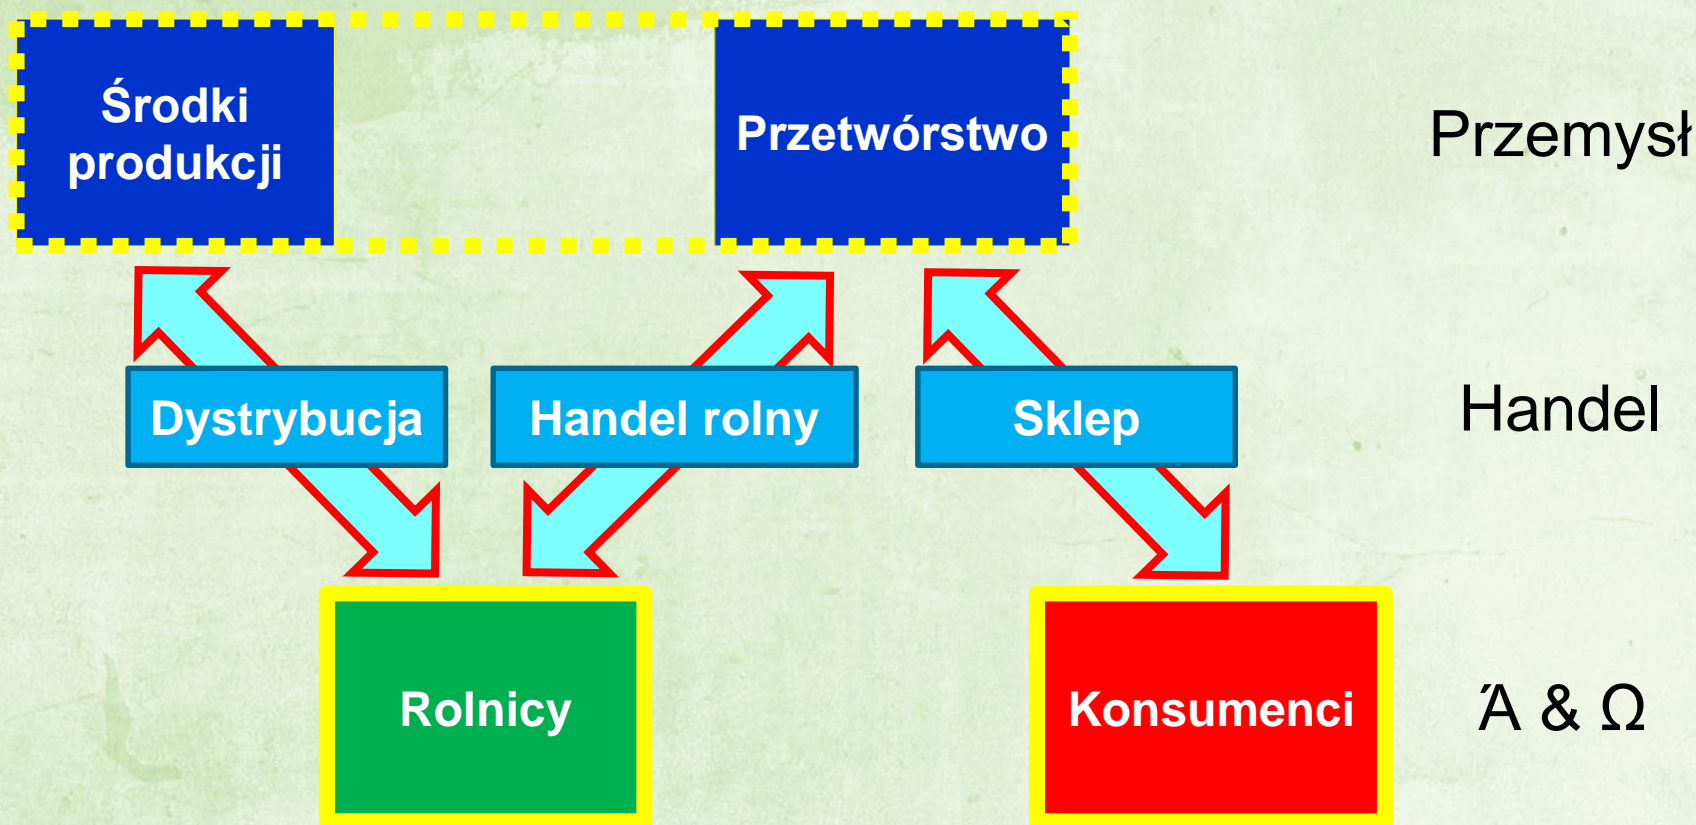 Środki
produkcji
Przetwórstwo
Przemysł
Dystrybucja
Handel rolny
Sklep
Handel
Rolnicy
Konsumenci
Ά & Ω